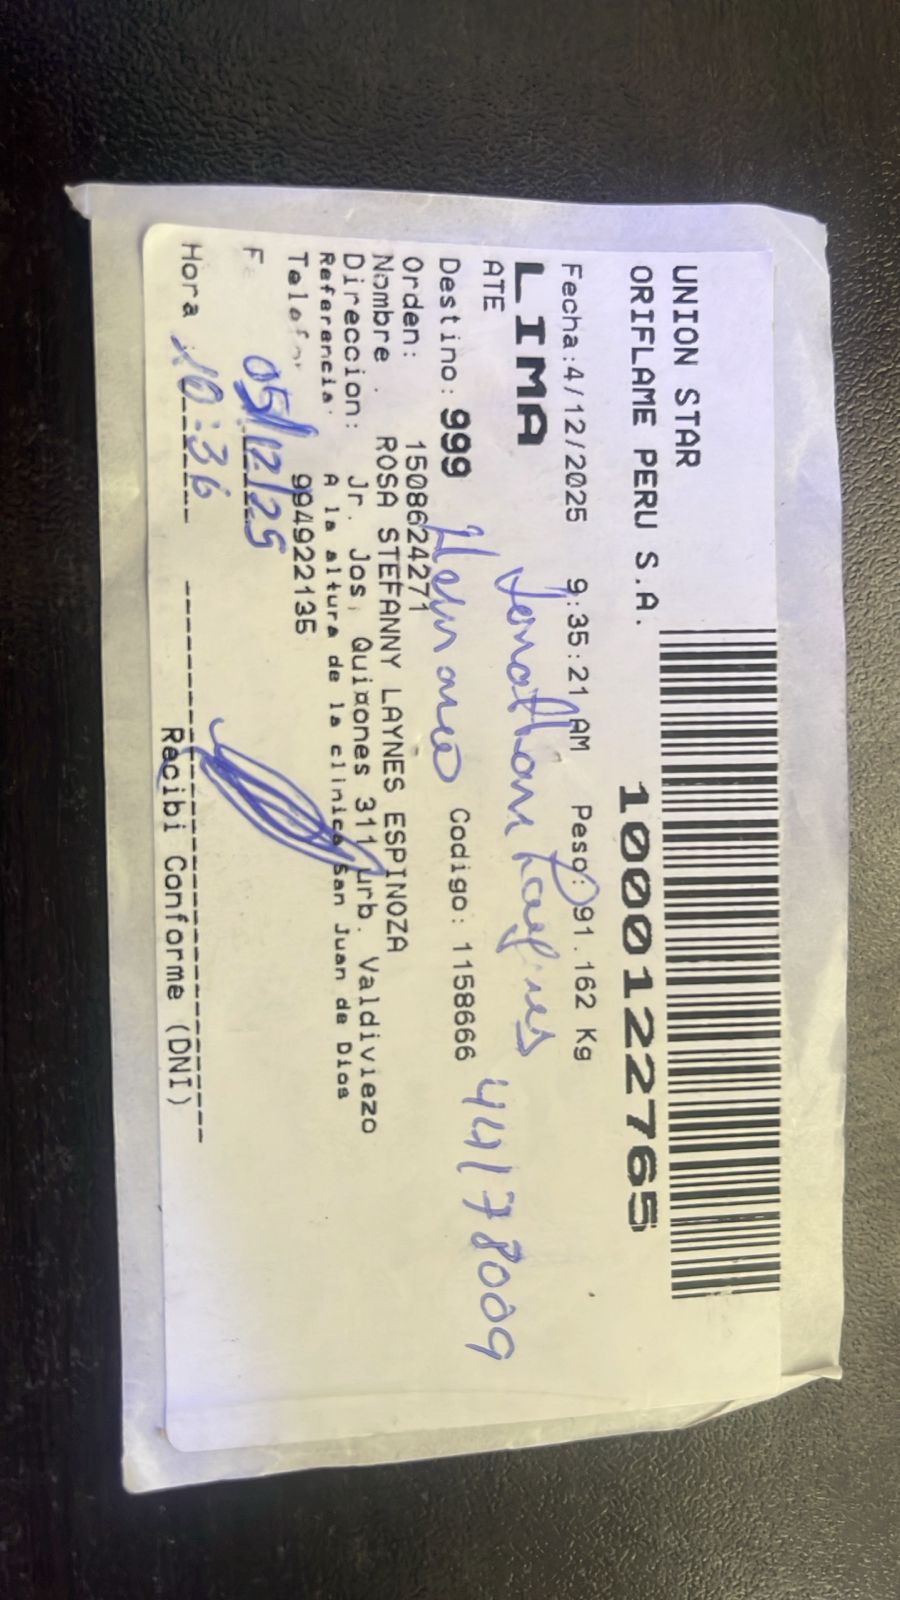 UNION STAR
ORIFLAME PERU S.A.
1000122765
Fecha:4/12/2025 9:35:21 AM Peso: 91.162 Kg
LIMA
ATE
Jonathan Laynes 44178009
Destino: 999 Codigo: 115866
Hermano
Orden: 1508624271
Nombre : ROSA STEFANNY LAYNES ESPINOZA
Direccion: Jr. Jos Quiñones 311 urb. Valdiviezo
Referencia: A la altura de la clinica San Juan de Dios
Telefon 994922135
F 05/12/25
Hora 10:36
Recibi Conforme (DNI)